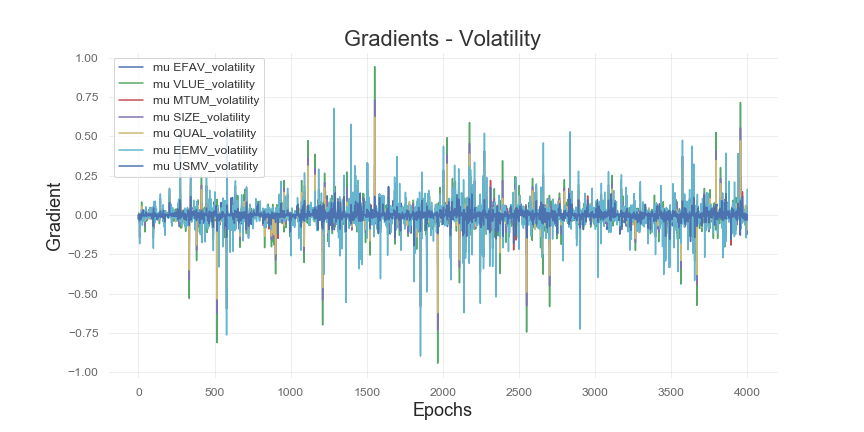 Gradients - Volatility
1.00
0.75
0.50
0.25
0.00
−0.25
−0.50
−0.75
−1.00
Gradient
mu EFAV_volatility
mu VLUE_volatility
mu MTUM_volatility
mu SIZE_volatility
mu QUAL_volatility
mu EEMV_volatility
mu USMV_volatility
0 500 1000 1500 2000 2500 3000 3500 4000
Epochs